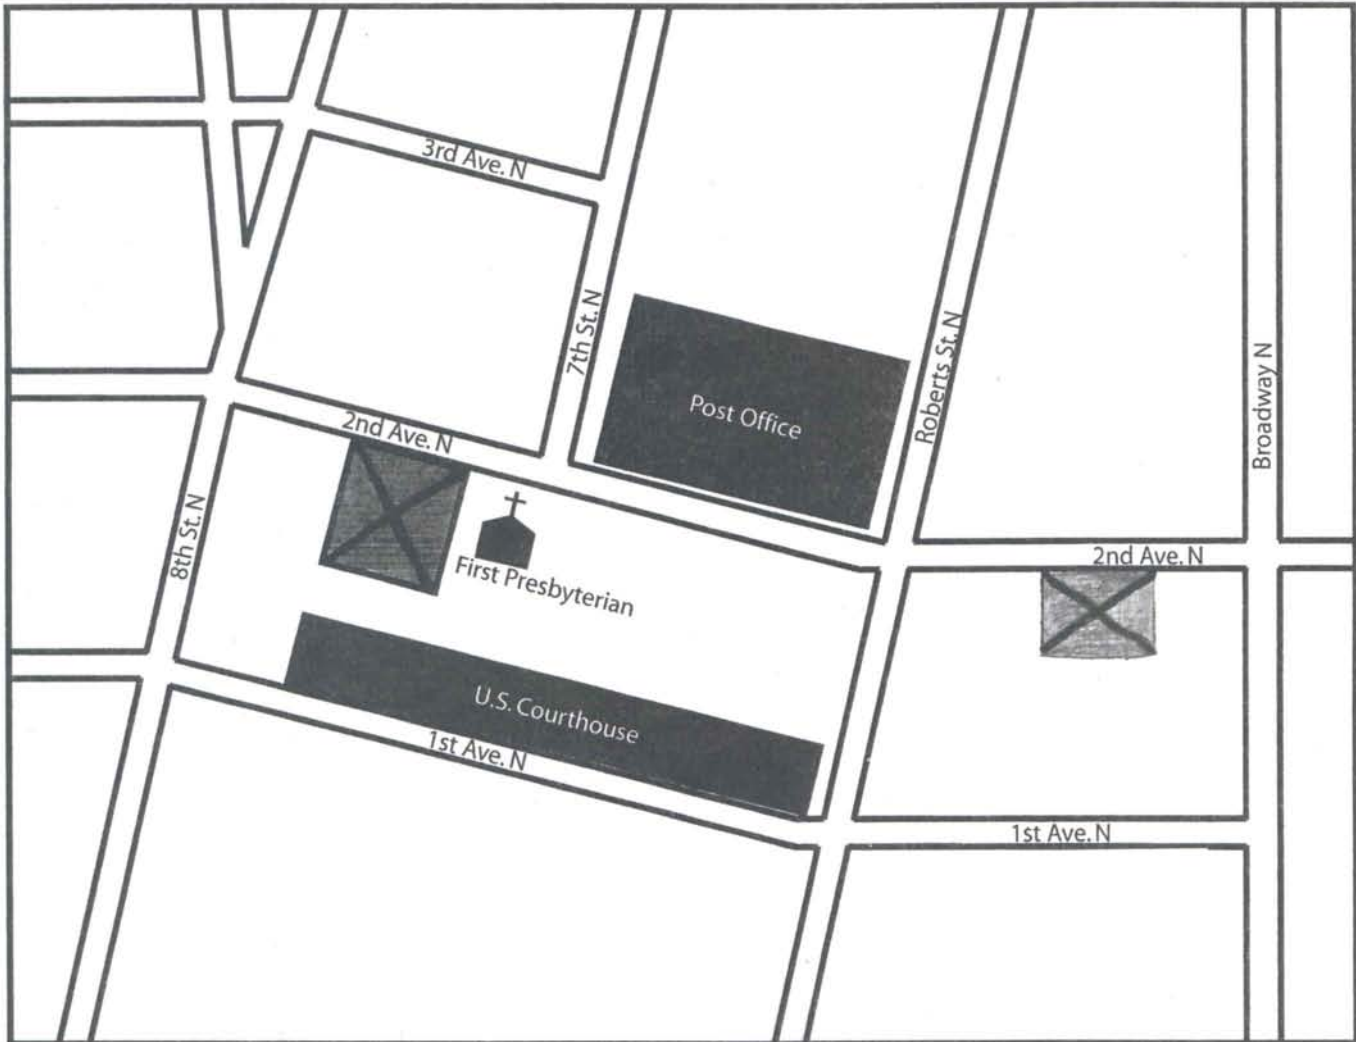 3rd Ave. N
7th St. N
Roberts St. N
Broadway N
Post Office
2nd Ave. N
8th St. N
First Presbyterian
2nd Ave. N
U.S. Courthouse
1st Ave. N
1st Ave. N